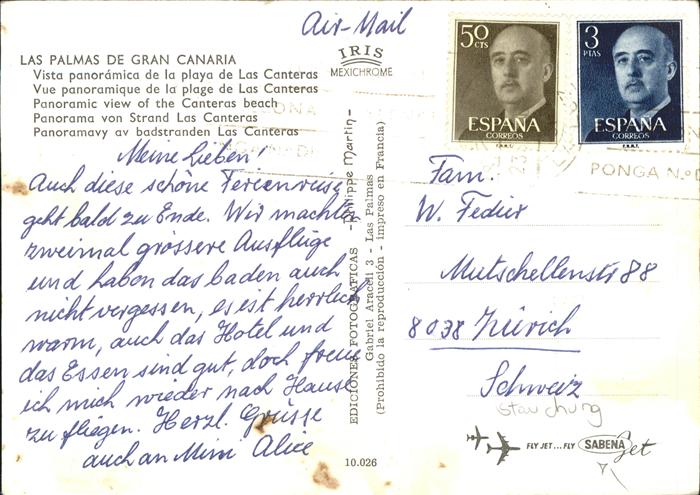 Air-Mail
LAS PALMAS DE GRAN CANARIA
Vista panorámica de la playa de Las Canteras
Vue panoramique de la plage de Las Canteras
Panoramic view of the Canteras beach
Panorama von Strand Las Canteras
Panoramavy av badstranden Las Canteras
IRIS
MEXICHROME
50
CTS
ESPAÑA
CORREOS
F.N.M.T.
3
PTAS
ESPAÑA
CORREOS
F.N.M.T.
PONGA N.º D
Meine Lieben!
Auch diese schöne Ferienreise
geht bald zu Ende. Wir machten
zweimal grössere Ausflüge
und haben das baden auch
nicht vergessen, es ist herrlich
warm, auch das Hotel und
das Essen sind gut, doch freue
ich mich wieder nach Hause
zu fliegen. Herzl. Grüsse
auch an Mimi Alice
EDICIONES FOTOGRAFICAS - Philippe Martin -
Gabriel Araceli 3 - Las Palmas
(Prohibido la reproducción - Impreso en Francia)
10.026
Fam.
W.
Mutschellenstr 88
8038 Zürich
Schweiz
FLY JET...FLY SABENA Jet